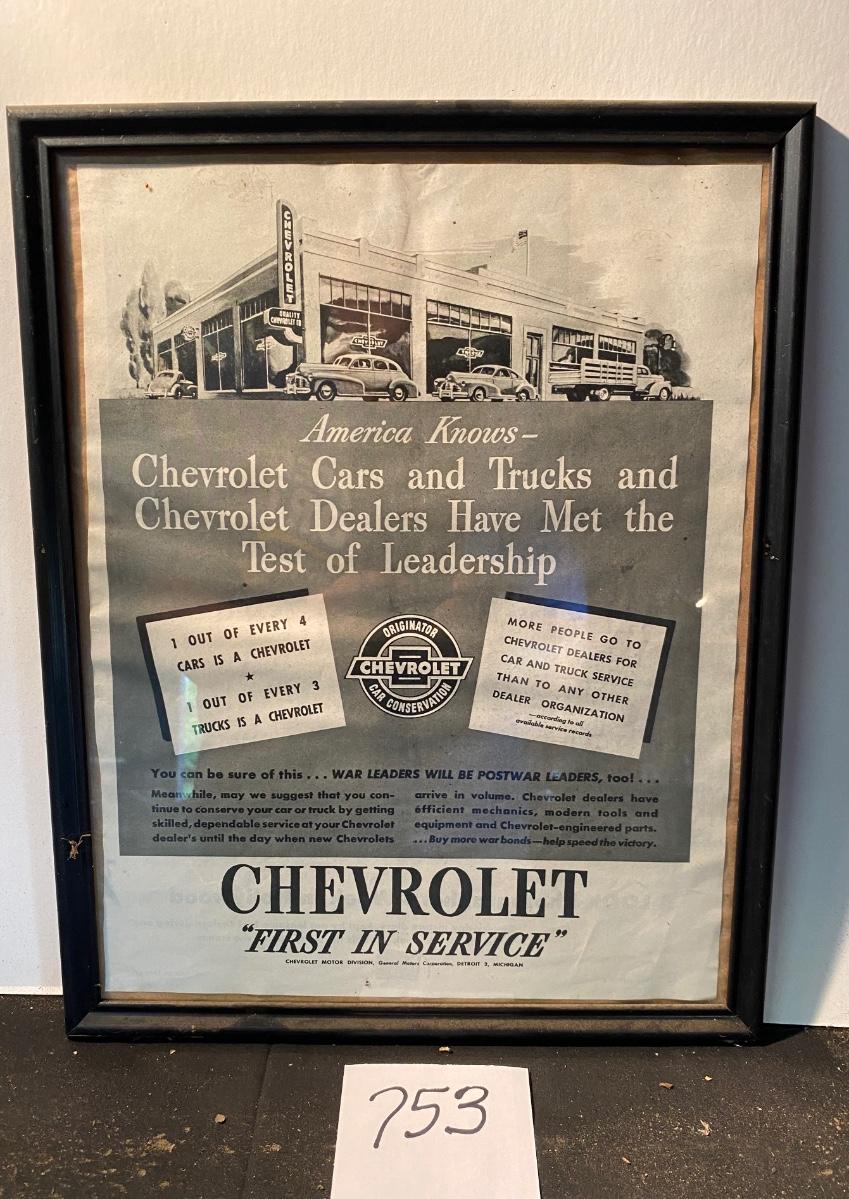 CHEVROLET
QUALITY
CHEVROLET
CHEVROLET
America Knows–
Chevrolet Cars and Trucks and
Chevrolet Dealers Have Met the
Test of Leadership
1 OUT OF EVERY 4
CARS IS A CHEVROLET
★
1 OUT OF EVERY 3
TRUCKS IS A CHEVROLET
ORIGINATOR
CHEVROLET
CAR CONSERVATION
MORE PEOPLE GO TO
CHEVROLET DEALERS FOR
CAR AND TRUCK SERVICE
THAN TO ANY OTHER
DEALER ORGANIZATION
—according to all
available service records
You can be sure of this . . . WAR LEADERS WILL BE POSTWAR LEADERS, too! . . .
Meanwhile, may we suggest that you con-
tinue to conserve your car or truck by getting
skilled, dependable service at your Chevrolet
dealer's until the day when new Chevrolets
arrive in volume. Chevrolet dealers have
efficient mechanics, modern tools and
equipment and Chevrolet-engineered parts.
. . . Buy more war bonds—help speed the victory.
CHEVROLET
"FIRST IN SERVICE"
CHEVROLET MOTOR DIVISION, General Motors Corporation, DETROIT 2, MICHIGAN
753